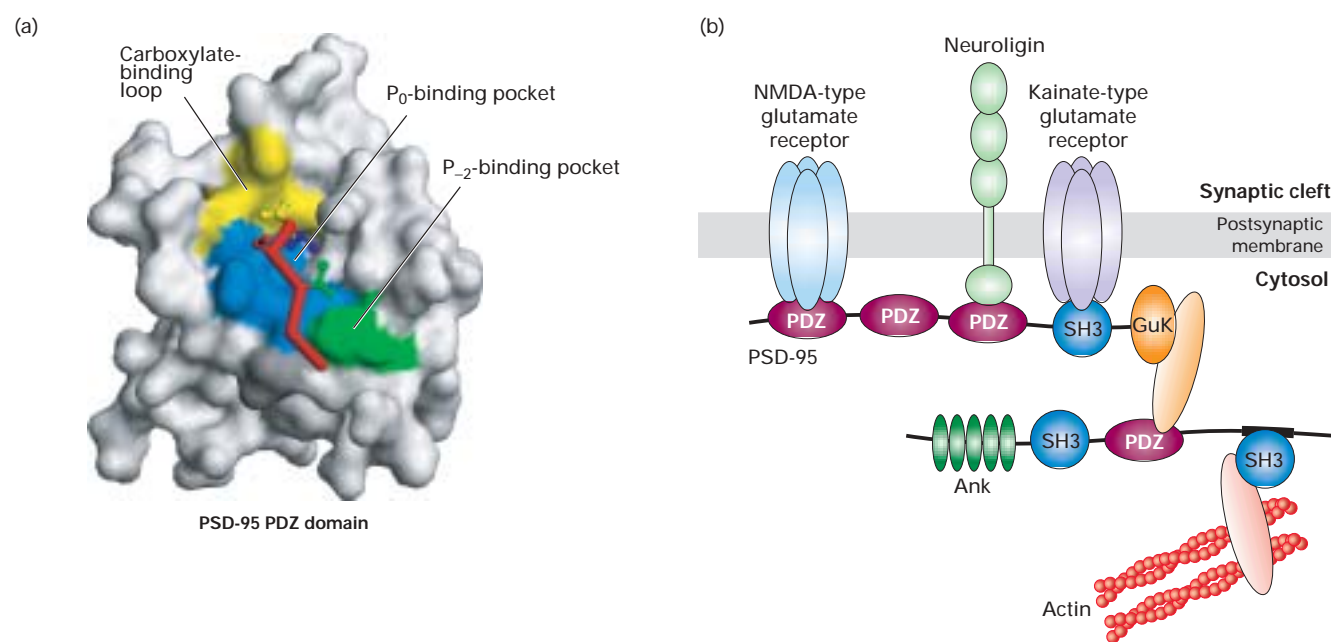 (a)
Carboxylate-
binding
loop
P0-binding pocket
P–2-binding pocket
PSD-95 PDZ domain
(b)
Neuroligin
NMDA-type
glutamate
receptor
Kainate-type
glutamate
receptor
Synaptic cleft
Postsynaptic
membrane
Cytosol
PDZ
PDZ
PDZ
SH3
GuK
PSD-95
SH3
PDZ
SH3
Ank
Actin